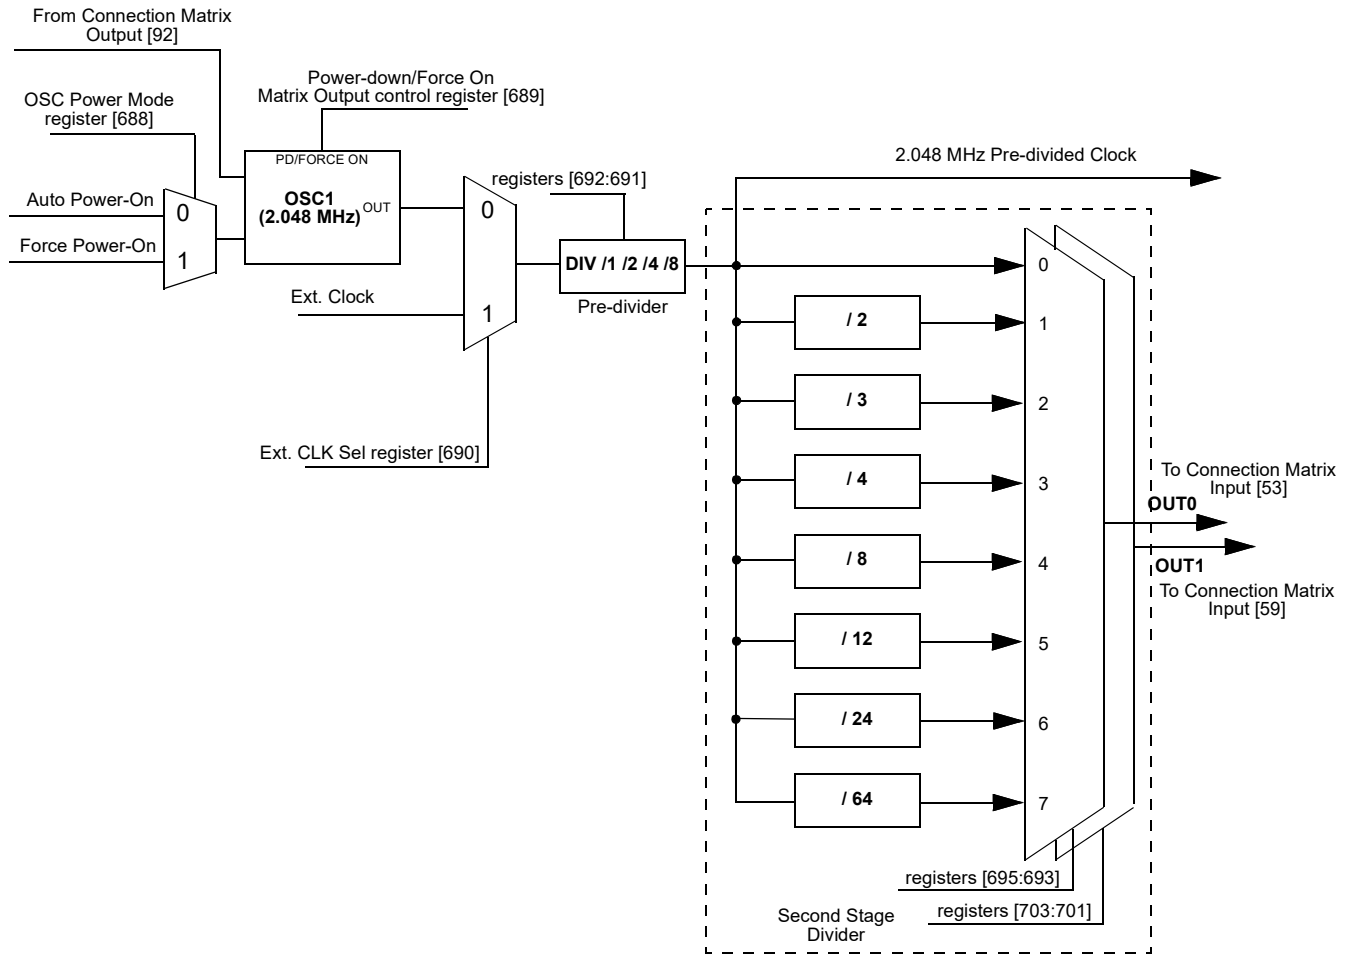 From Connection Matrix
Output [92]
Power-down/Force On
Matrix Output control register [689]
OSC Power Mode
register [688]
PD/FORCE ON
OSC1
(2.048 MHz)
OUT
Auto Power-On
Force Power-On
0
1
0
1
Ext. Clock
Ext. CLK Sel register [690]
registers [692:691]
DIV /1 /2 /4 /8
Pre-divider
2.048 MHz Pre-divided Clock
0
/ 2
1
/ 3
2
/ 4
3
/ 8
4
/ 12
5
/ 24
6
/ 64
7
To Connection Matrix
Input [53]
OUT0
OUT1
To Connection Matrix
Input [59]
registers [695:693]
registers [703:701]
Second Stage
Divider